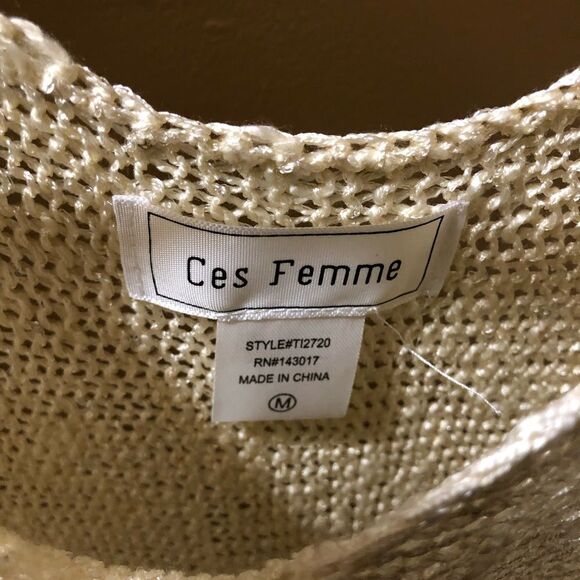 Ces Femme
STYLE#TI2720
RN#143017
MADE IN CHINA
M